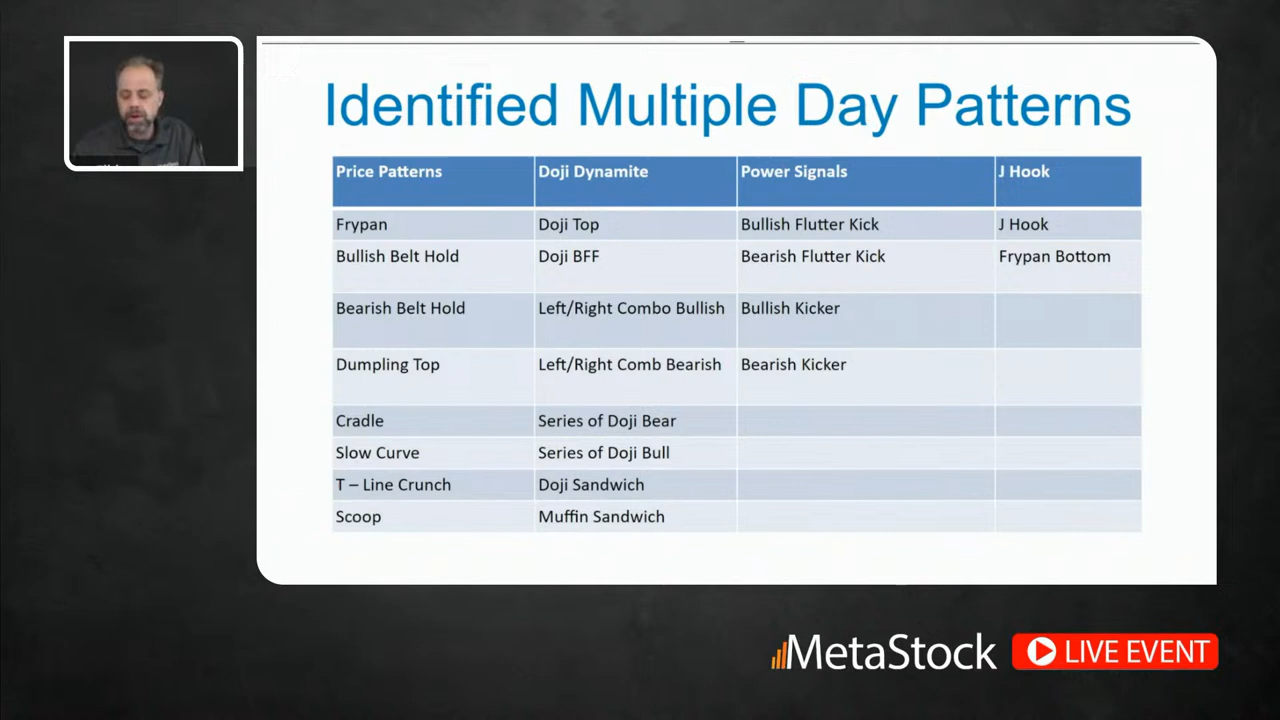 Identified Multiple Day Patterns
Price Patterns Doji Dynamite Power Signals J Hook
Frypan Doji Top Bullish Flutter Kick J Hook
Bullish Belt Hold Doji BFF Bearish Flutter Kick Frypan Bottom
Bearish Belt Hold Left/Right Combo Bullish Bullish Kicker
Dumpling Top Left/Right Comb Bearish Bearish Kicker
Cradle Series of Doji Bear
Slow Curve Series of Doji Bull
T – Line Crunch Doji Sandwich
Scoop Muffin Sandwich
MetaStock LIVE EVENT